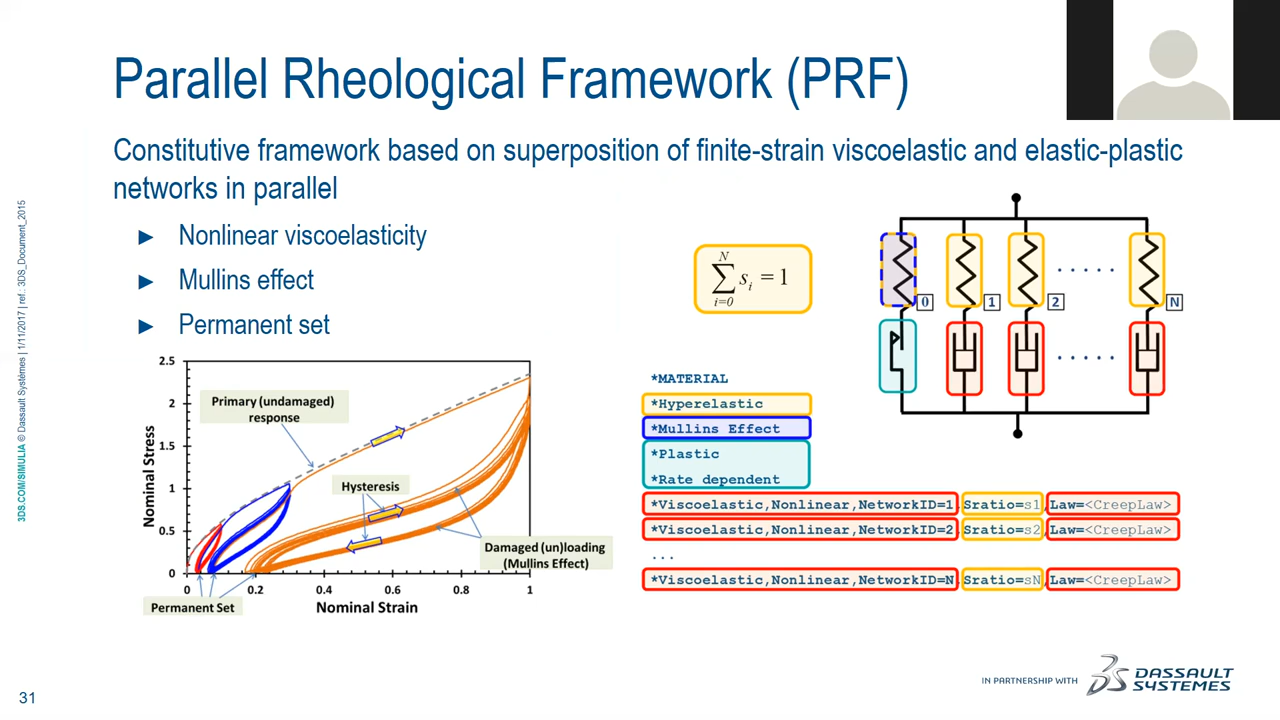 Parallel Rheological Framework (PRF)
Constitutive framework based on superposition of finite-strain viscoelastic and elastic-plastic
networks in parallel
► Nonlinear viscoelasticity
► Mullins effect
► Permanent set
N
∑ sᵢ = 1
i=0
0
1
2
N
.....
.....
2.5
2
1.5
1
0.5
0
0
0.2
0.4
0.6
0.8
1
Nominal Stress
Nominal Strain
Primary (undamaged)
response
Hysteresis
Damaged (un)loading
(Mullins Effect)
Permanent Set
*MATERIAL
*Hyperelastic
*Mullins Effect
*Plastic
*Rate dependent
*Viscoelastic,Nonlinear,NetworkID=1,Sratio=s1,Law=<CreepLaw>
*Viscoelastic,Nonlinear,NetworkID=2,Sratio=s2,Law=<CreepLaw>
...
*Viscoelastic,Nonlinear,NetworkID=N,Sratio=sN,Law=<CreepLaw>
3DS.COM/SIMULIA © Dassault Systèmes | 1/11/2017 | ref.: 3DS_Document_2015
31
IN PARTNERSHIP WITH
DASSAULT
SYSTEMES